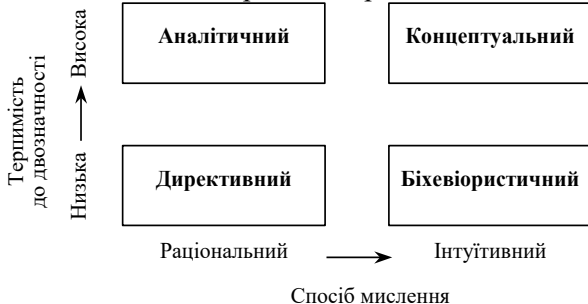 Аналітичний
Концептуальний
Терпимість
до двозначності
Низька
Висока
Директивний
Біхевіористичний
Раціональний
Інтуїтивний
Спосіб мислення